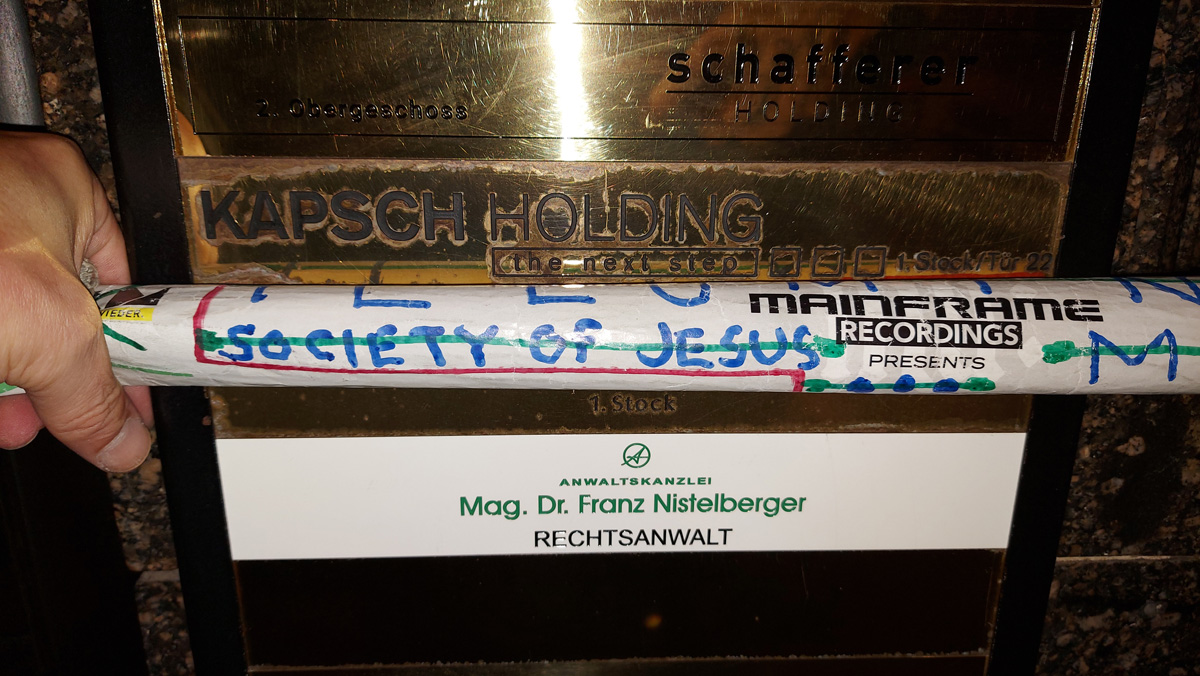 schafferer
HOLDING
2. Obergeschoss
KAPSCH HOLDING
the next step
1. Stock/Tür 22
VIEDER.
MAINFRAME
RECORDINGS
PRESENTS
SOCIETY OF JESUS
M
1. Stock
ANWALTSKANZLEI
Mag. Dr. Franz Nistelberger
RECHTSANWALT